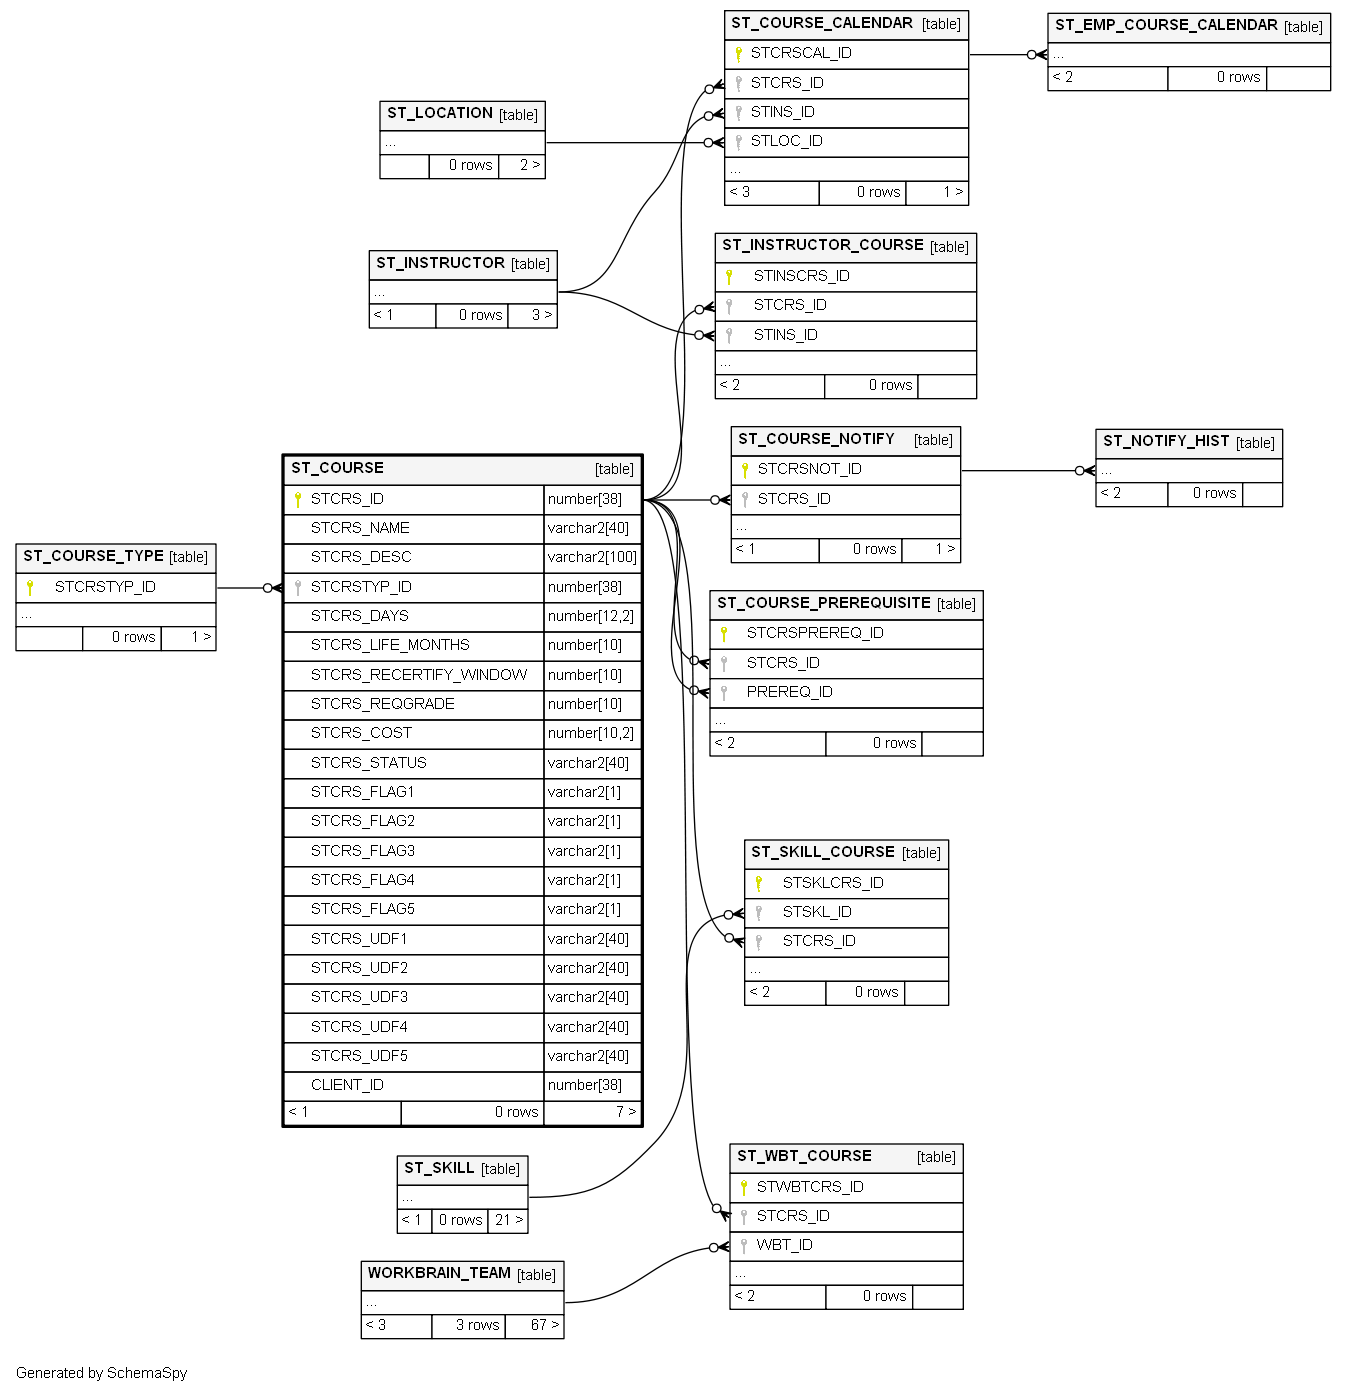 ST_COURSE_CALENDAR [table]
STCRSCAL_ID
STCRS_ID
STINS_ID
STLOC_ID
...
< 3 0 rows 1 >
ST_EMP_COURSE_CALENDAR [table]
...
< 2 0 rows
ST_LOCATION [table]
...
0 rows 2 >
ST_INSTRUCTOR [table]
...
< 1 0 rows 3 >
ST_INSTRUCTOR_COURSE [table]
STINSCRS_ID
STCRS_ID
STINS_ID
...
< 2 0 rows
ST_COURSE_NOTIFY [table]
STCRSNOT_ID
STCRS_ID
...
< 1 0 rows 1 >
ST_NOTIFY_HIST [table]
...
< 2 0 rows
ST_COURSE [table]
STCRS_ID number[38]
STCRS_NAME varchar2[40]
STCRS_DESC varchar2[100]
STCRSTYP_ID number[38]
STCRS_DAYS number[12,2]
STCRS_LIFE_MONTHS number[10]
STCRS_RECERTIFY_WINDOW number[10]
STCRS_REQGRADE number[10]
STCRS_COST number[10,2]
STCRS_STATUS varchar2[40]
STCRS_FLAG1 varchar2[1]
STCRS_FLAG2 varchar2[1]
STCRS_FLAG3 varchar2[1]
STCRS_FLAG4 varchar2[1]
STCRS_FLAG5 varchar2[1]
STCRS_UDF1 varchar2[40]
STCRS_UDF2 varchar2[40]
STCRS_UDF3 varchar2[40]
STCRS_UDF4 varchar2[40]
STCRS_UDF5 varchar2[40]
CLIENT_ID number[38]
< 1 0 rows 7 >
ST_COURSE_TYPE [table]
STCRSTYP_ID
...
0 rows 1 >
ST_COURSE_PREREQUISITE [table]
STCRSPREREQ_ID
STCRS_ID
PREREQ_ID
...
< 2 0 rows
ST_SKILL_COURSE [table]
STSKLCRS_ID
STSKL_ID
STCRS_ID
...
< 2 0 rows
ST_SKILL [table]
...
< 1 0 rows 21 >
ST_WBT_COURSE [table]
STWBTCRS_ID
STCRS_ID
WBT_ID
...
< 2 0 rows
WORKBRAIN_TEAM [table]
...
< 3 3 rows 67 >
Generated by SchemaSpy